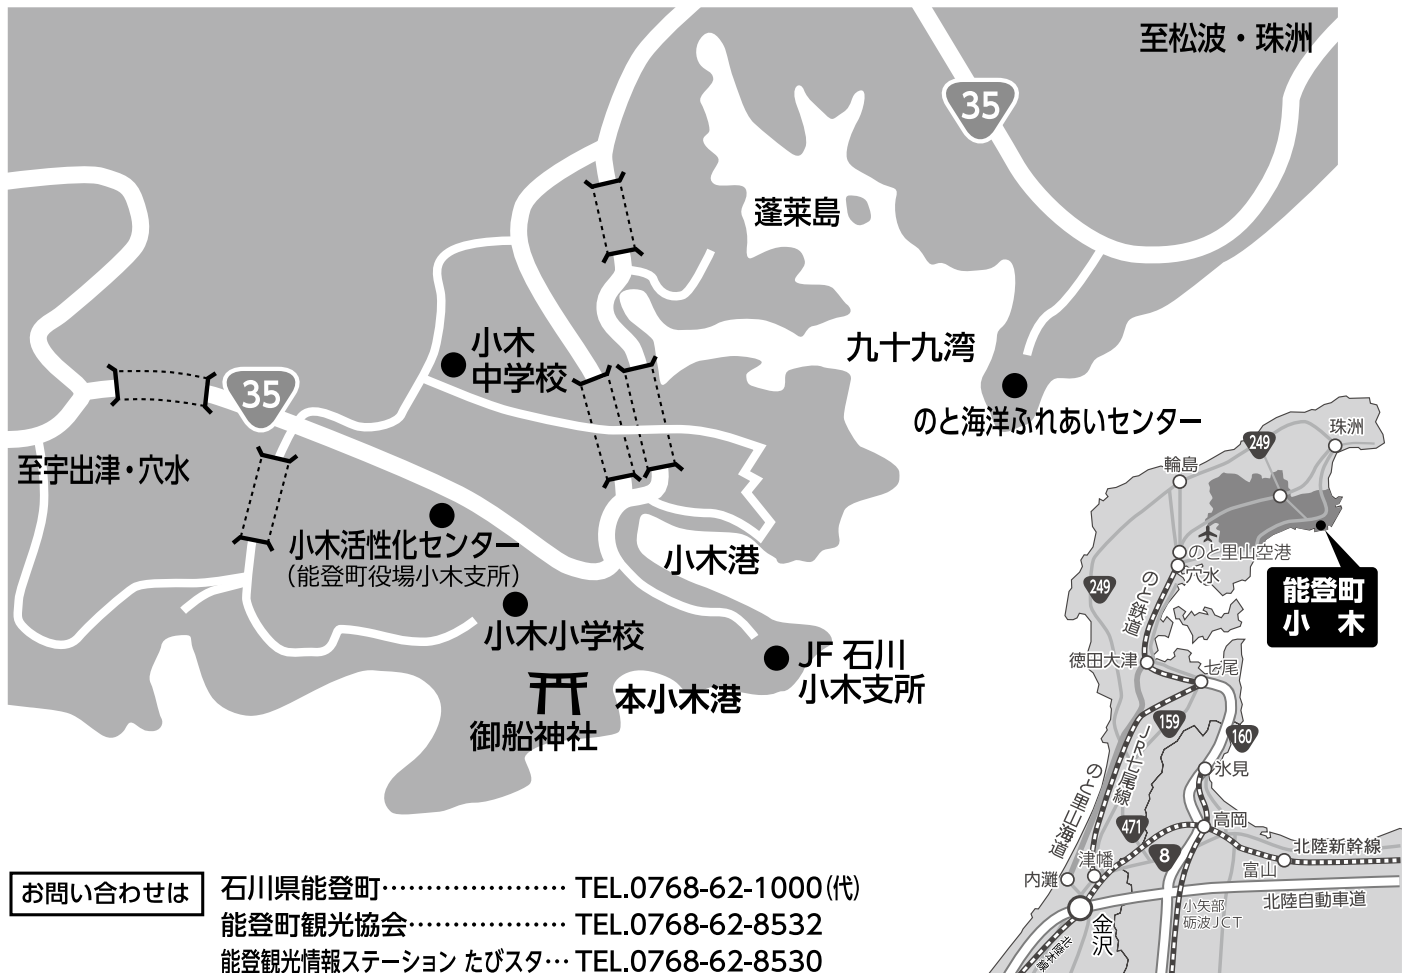 至松波・珠洲
35
蓬莱島
九十九湾
小木
中学校
のと海洋ふれあいセンター
35
至宇出津・穴水
小木活性化センター
(能登町役場小木支所)
小木港
小木小学校
JF 石川
小木支所
本小木港
御船神社
珠洲
249
輪島
のと里山空港
穴水
能登町
小 木
249
のと鉄道
徳田大津
七尾
159
160
JR七尾線
氷見
のと里山海道
471
高岡
8
北陸新幹線
津幡
富山
内灘
北陸自動車道
小矢部
砺波JCT
金沢
北陸本線
お問い合わせは
石川県能登町………………… TEL.0768-62-1000(代)
能登町観光協会……………… TEL.0768-62-8532
能登観光情報ステーション たびスタ… TEL.0768-62-8530